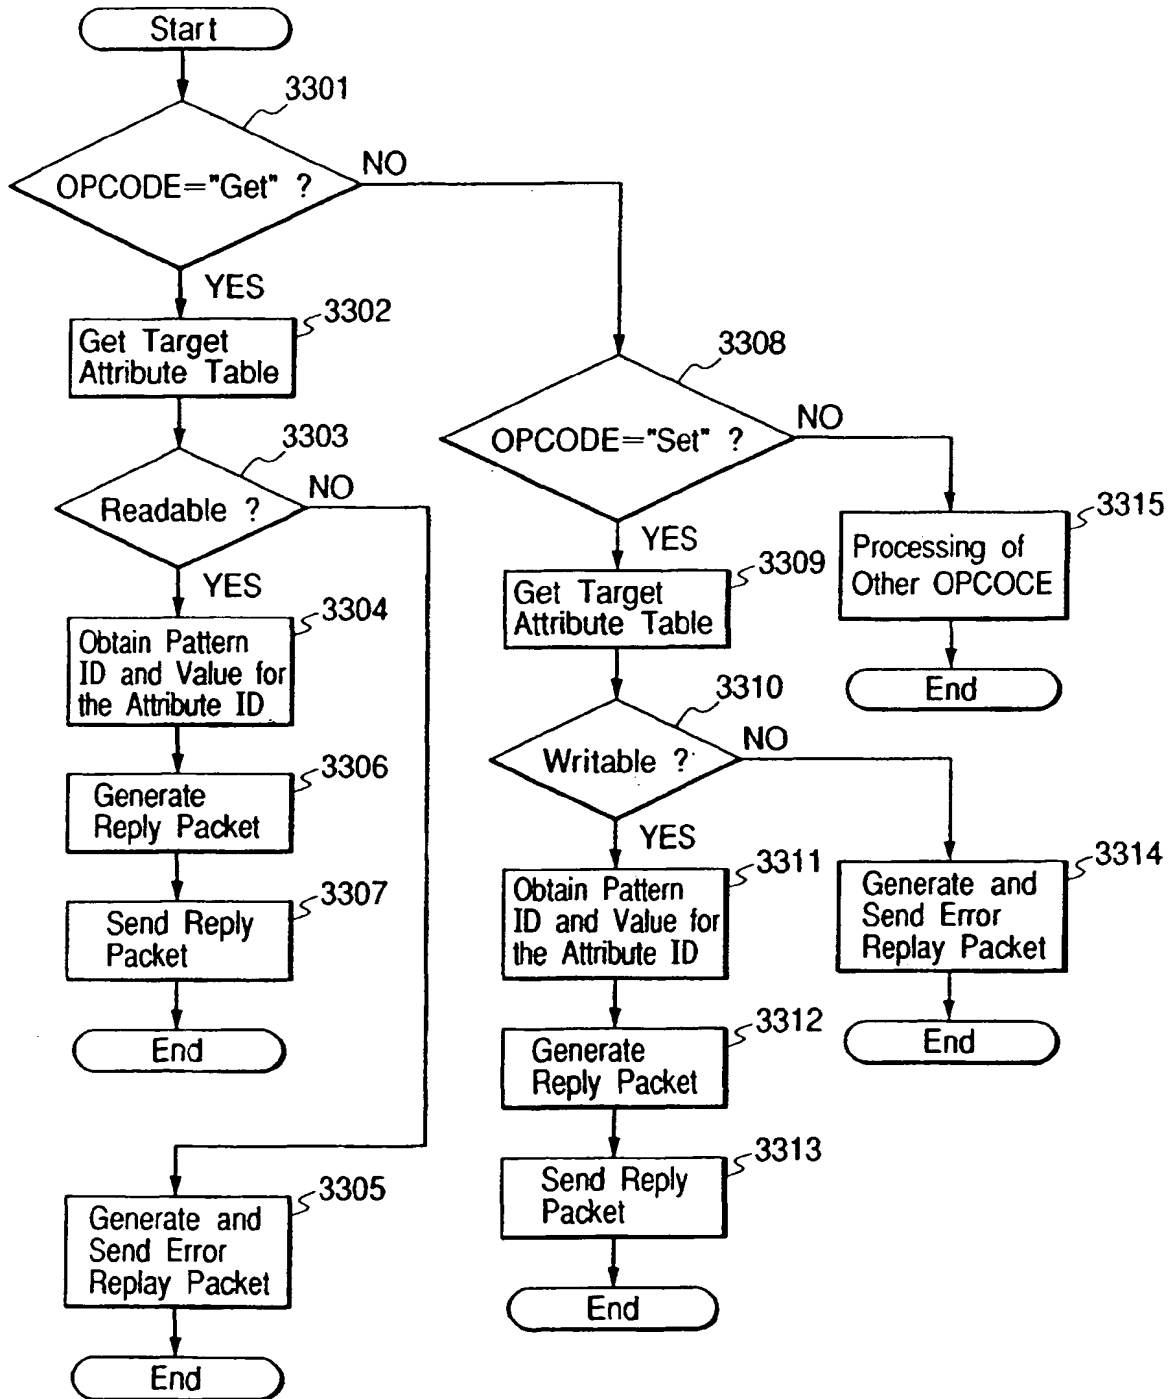 Start
3301
OPCODE="Get" ?
NO
YES
3302
Get Target
Attribute Table
3303
Readable ?
NO
YES
3304
Obtain Pattern
ID and Value for
the Attribute ID
3306
Generate
Reply Packet
3307
Send Reply
Packet
End
3305
Generate and
Send Error
Replay Packet
End
3308
OPCODE="Set" ?
NO
YES
3309
Get Target
Attribute Table
3310
Writable ?
NO
YES
3311
Obtain Pattern
ID and Value for
the Attribute ID
3312
Generate
Reply Packet
3313
Send Reply
Packet
End
3315
Processing of
Other OPCOCE
End
3314
Generate and
Send Error
Replay Packet
End